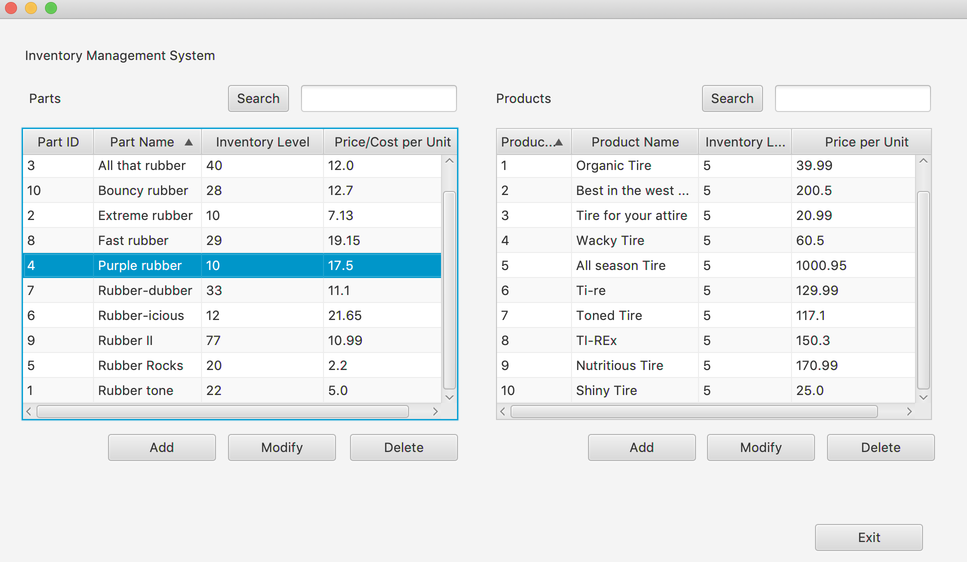 Inventory Management System
Parts Search
Part ID Part Name Inventory Level Price/Cost per Unit
3 All that rubber 40 12.0
10 Bouncy rubber 28 12.7
2 Extreme rubber 10 7.13
8 Fast rubber 29 19.15
4 Purple rubber 10 17.5
7 Rubber-dubber 33 11.1
6 Rubber-icious 12 21.65
9 Rubber II 77 10.99
5 Rubber Rocks 20 2.2
1 Rubber tone 22 5.0
Add Modify Delete
Products Search
Produc... Product Name Inventory L... Price per Unit
1 Organic Tire 5 39.99
2 Best in the west ... 5 200.5
3 Tire for your attire 5 20.99
4 Wacky Tire 5 60.5
5 All season Tire 5 1000.95
6 Ti-re 5 129.99
7 Toned Tire 5 117.1
8 TI-REx 5 150.3
9 Nutritious Tire 5 170.99
10 Shiny Tire 5 25.0
Add Modify Delete
Exit